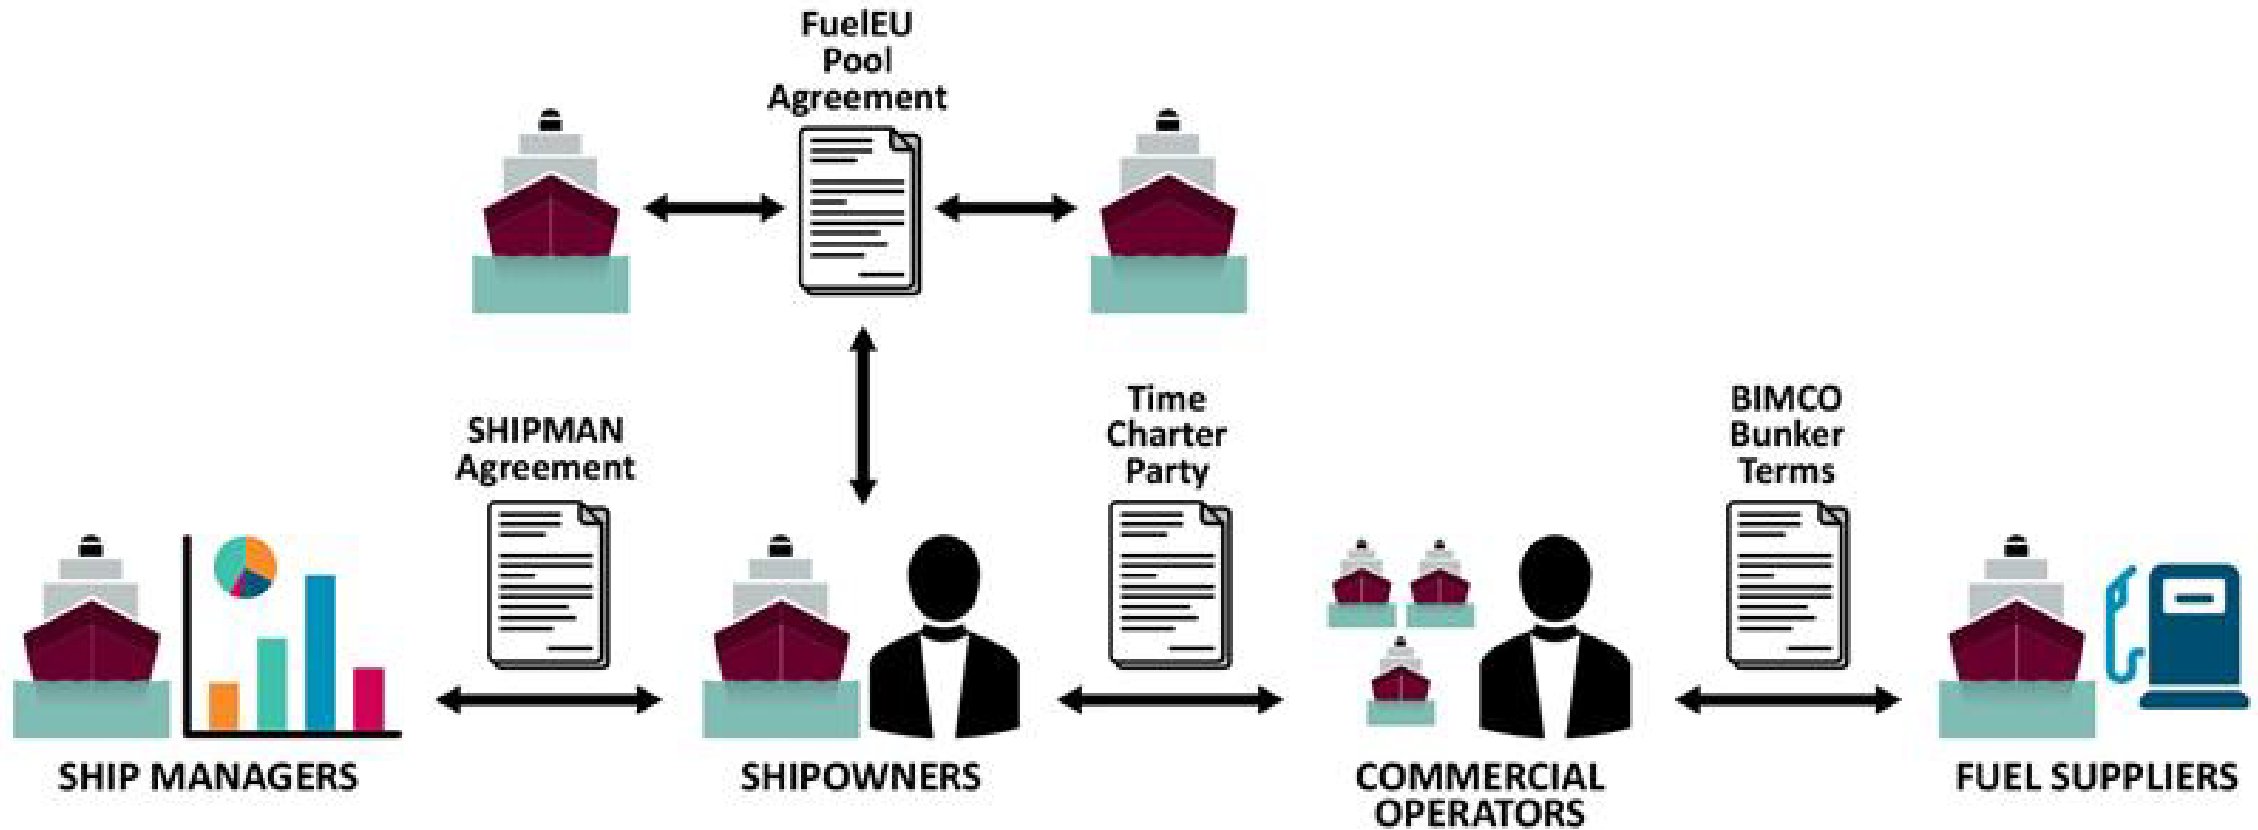 FuelEU
Pool
Agreement
SHIPMAN
Agreement
Time
Charter
Party
BIMCO
Bunker
Terms
SHIP MANAGERS
SHIPOWNERS
COMMERCIAL
OPERATORS
FUEL SUPPLIERS